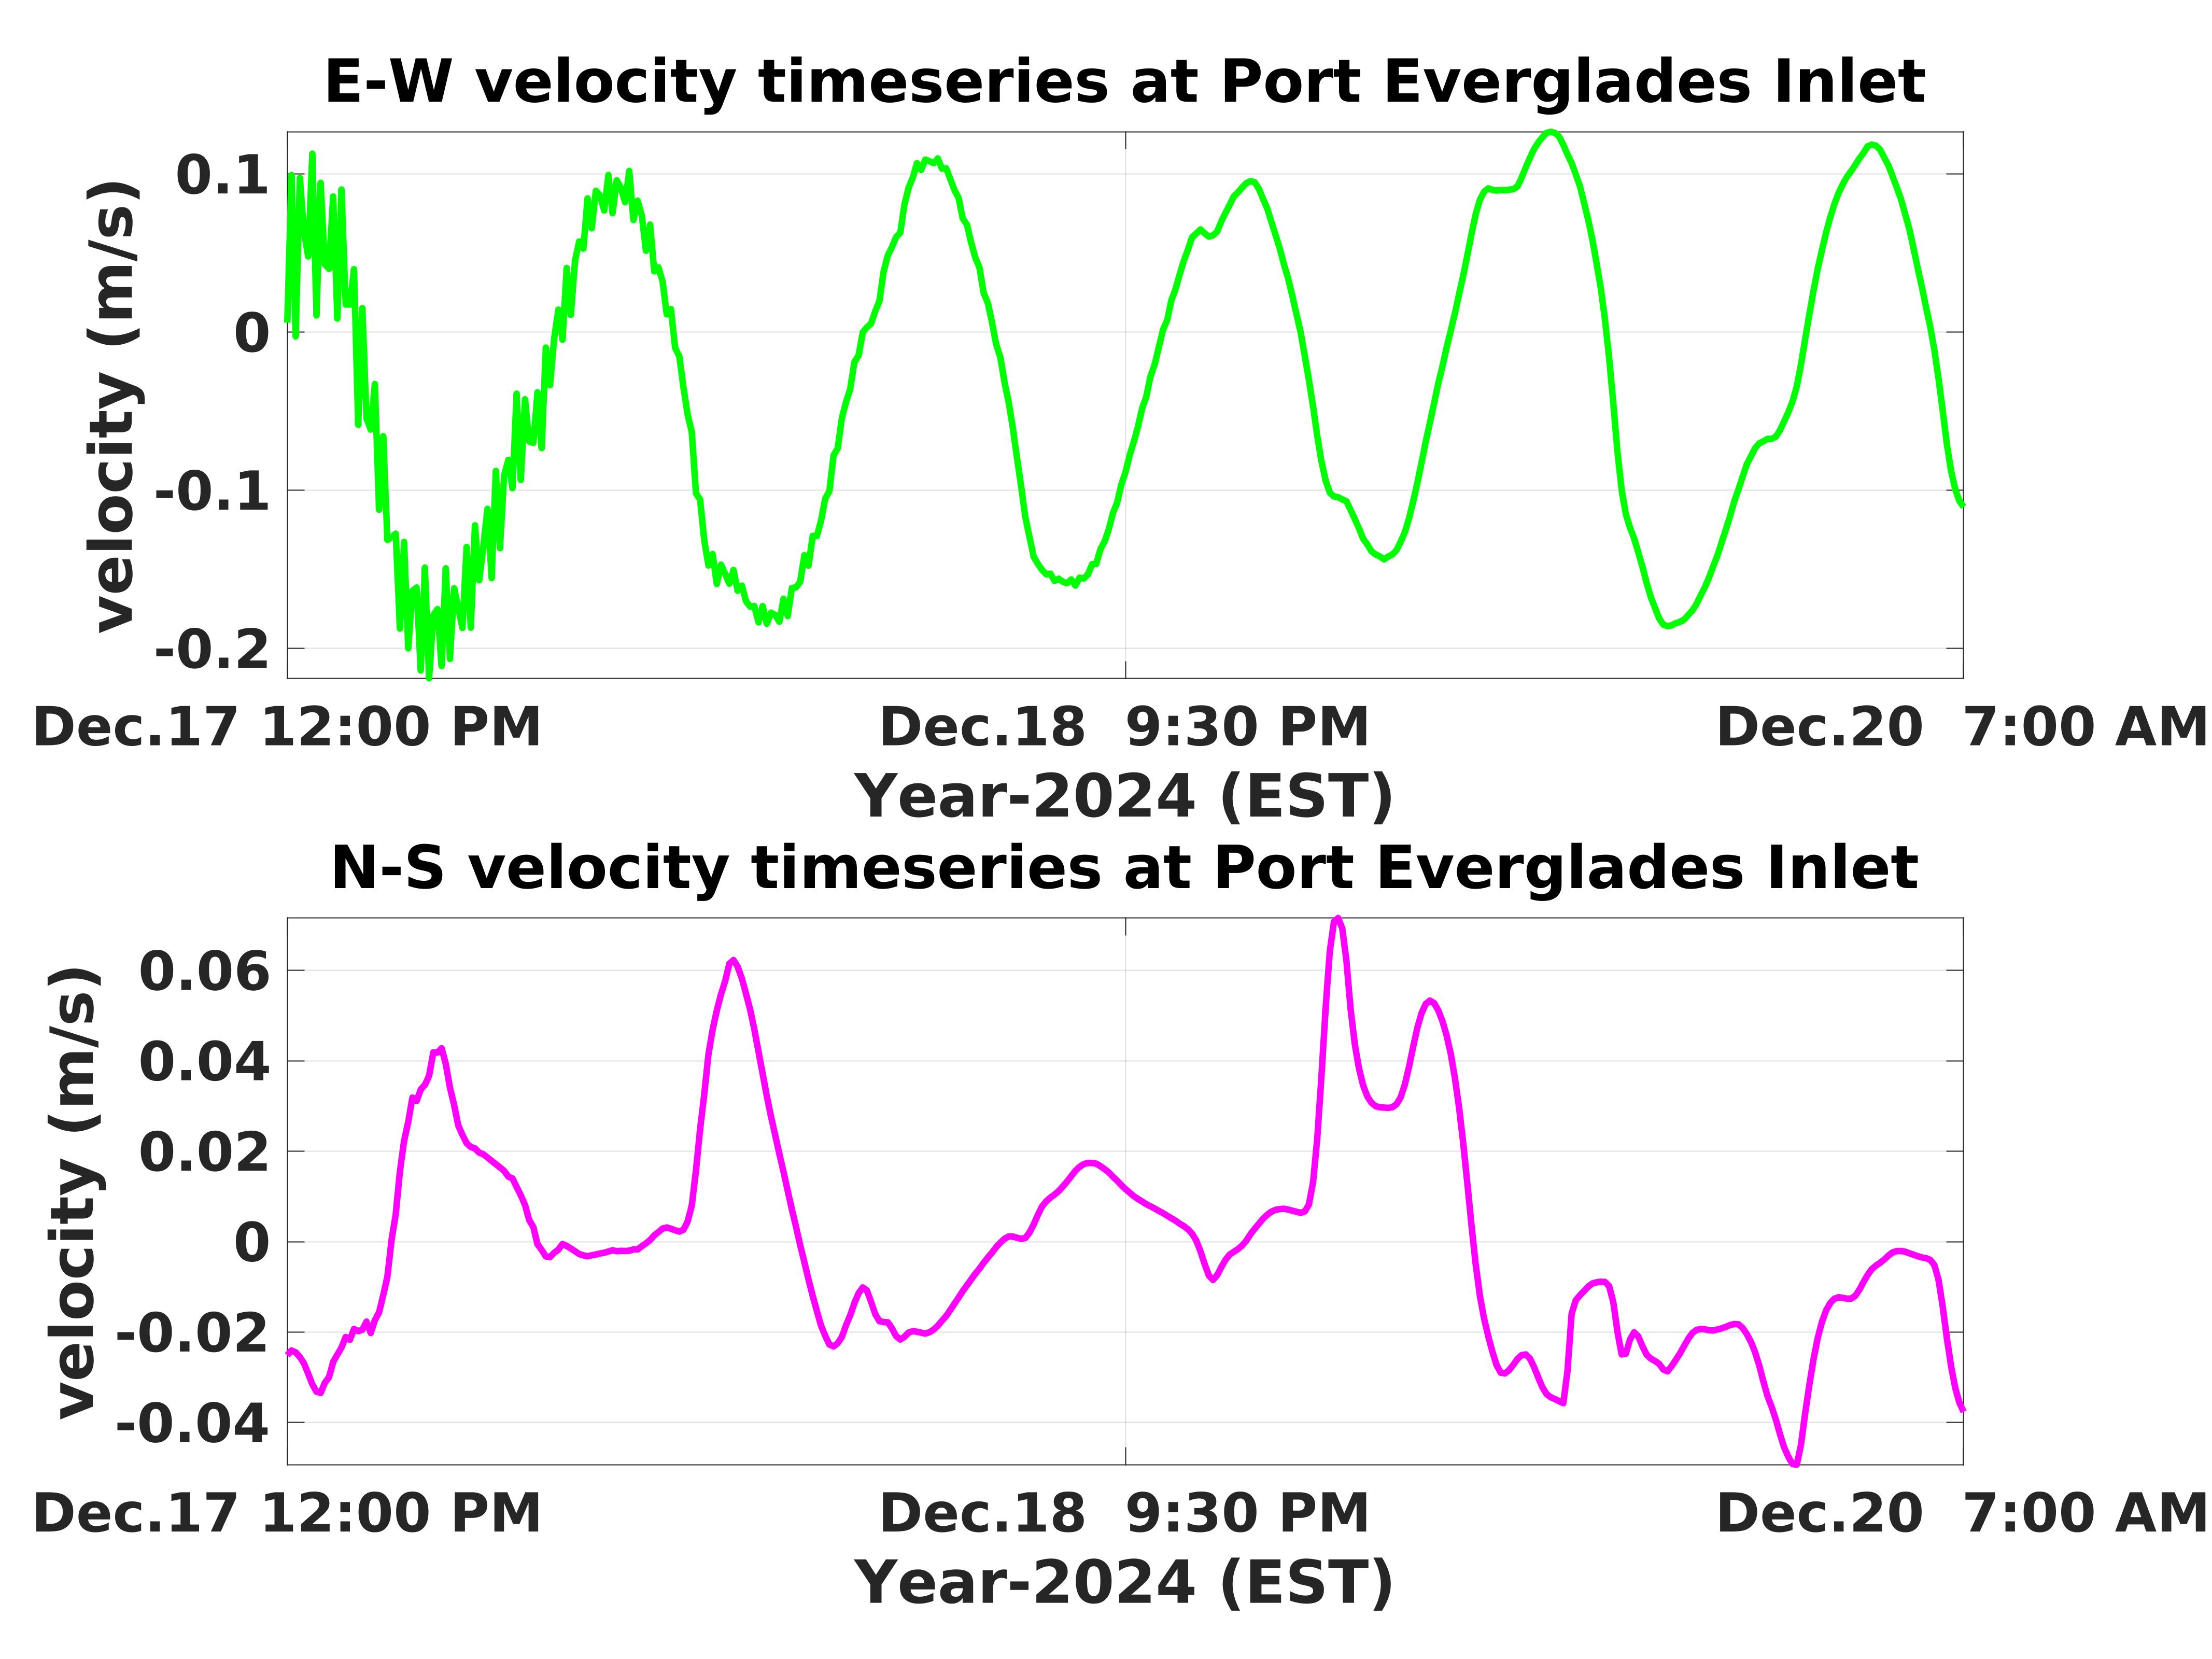 E-W velocity timeseries at Port Everglades Inlet
velocity (m/s)
0.1
0
-0.1
-0.2
Dec.17 12:00 PM Dec.18  9:30 PM Dec.20  7:00 AM
Year-2024 (EST)
N-S velocity timeseries at Port Everglades Inlet
velocity (m/s)
0.06
0.04
0.02
0
-0.02
-0.04
Dec.17 12:00 PM Dec.18  9:30 PM Dec.20  7:00 AM
Year-2024 (EST)